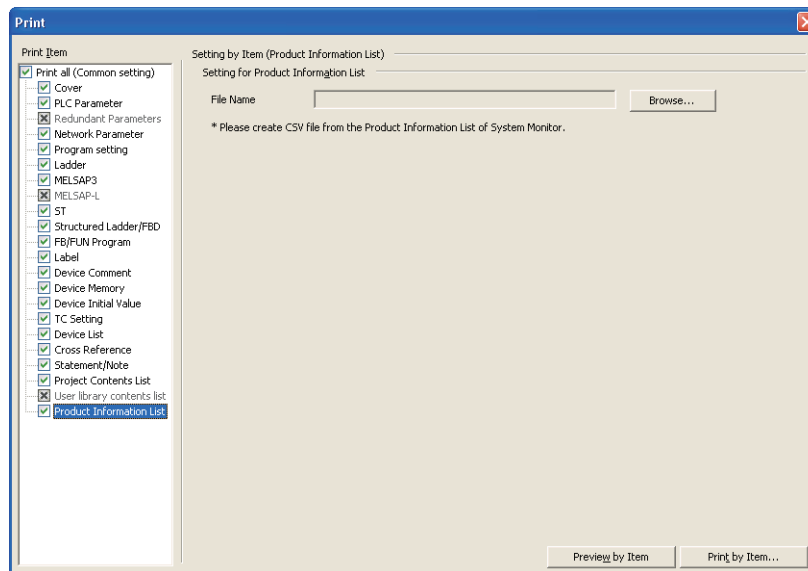 Print
Print Item
Print all (Common setting)
Cover
PLC Parameter
Redundant Parameters
Network Parameter
Program setting
Ladder
MELSAP3
MELSAP-L
ST
Structured Ladder/FBD
FB/FUN Program
Label
Device Comment
Device Memory
Device Initial Value
TC Setting
Device List
Cross Reference
Statement/Note
Project Contents List
User library contents list
Product Information List
Setting by Item (Product Information List)
Setting for Product Information List
File Name
Browse...
* Please create CSV file from the Product Information List of System Monitor.
Preview by Item
Print by Item...